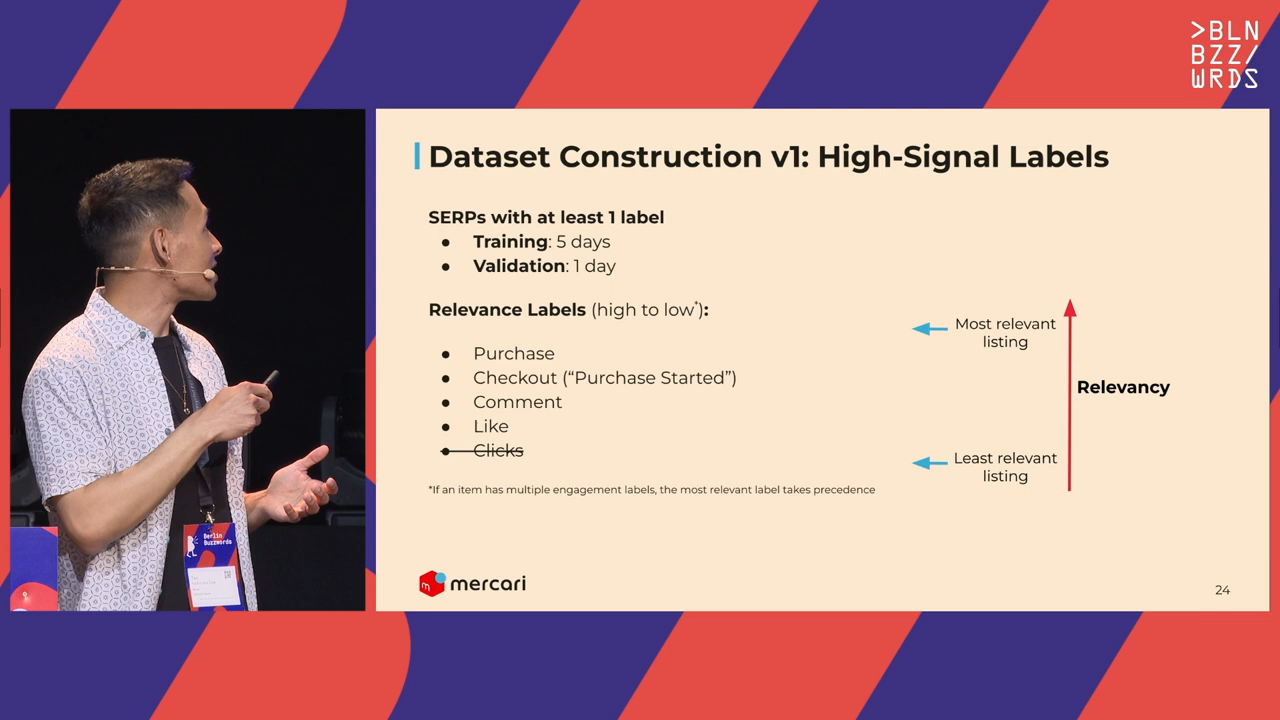 >BLN
BZZ/
WRDS
Dataset Construction v1: High-Signal Labels
SERPs with at least 1 label
● Training: 5 days
● Validation: 1 day
Relevance Labels (high to low*):
● Purchase
● Checkout (“Purchase Started”)
● Comment
● Like
● Clicks
*If an item has multiple engagement labels, the most relevant label takes precedence
Most relevant
listing
Relevancy
Least relevant
listing
mercari
24
Berlin
Buzzwords